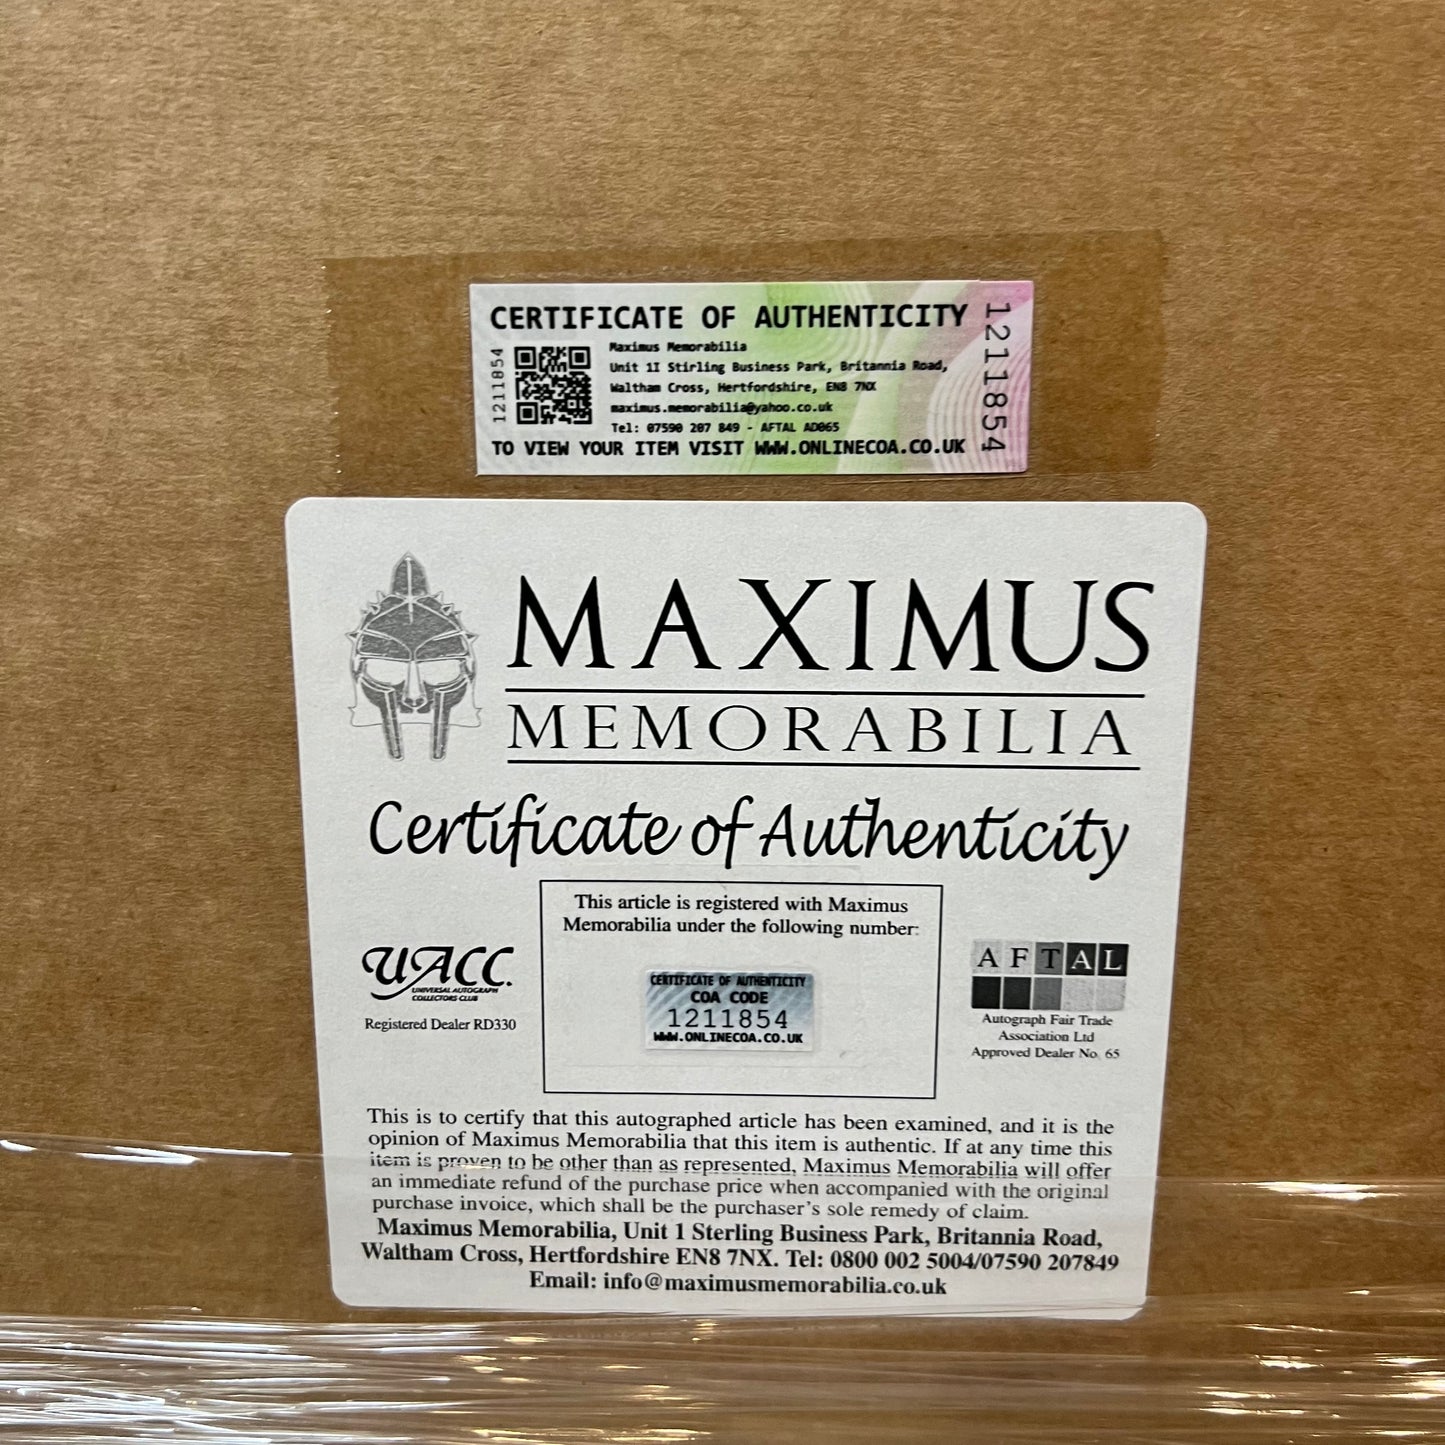 CERTIFICATE OF AUTHENTICITY
1211854
Maximus Memorabilia
Unit 1I Stirling Business Park, Britannia Road,
Waltham Cross, Hertfordshire, EN8 7NX
maximus.memorabilia@yahoo.co.uk
Tel: 07590 207 849 - AFTAL AD065
TO VIEW YOUR ITEM VISIT WWW.ONLINECOA.CO.UK
1211854
MAXIMUS
MEMORABILIA
Certificate of Authenticity
This article is registered with Maximus
Memorabilia under the following number:
UACC.
UNIVERSAL AUTOGRAPH
COLLECTORS CLUB
Registered Dealer RD330
CERTIFICATE OF AUTHENTICITY
COA CODE
1211854
WWW.ONLINECOA.CO.UK
AFTAL
Autograph Fair Trade
Association Ltd
Approved Dealer No. 65
This is to certify that this autographed article has been examined, and it is the
opinion of Maximus Memorabilia that this item is authentic. If at any time this
item is proven to be other than as represented, Maximus Memorabilia will offer
an immediate refund of the purchase price when accompanied with the original
purchase invoice, which shall be the purchaser's sole remedy of claim.
Maximus Memorabilia, Unit 1 Sterling Business Park, Britannia Road,
Waltham Cross, Hertfordshire EN8 7NX. Tel: 0800 002 5004/07590 207849
Email: info@maximusmemorabilia.co.uk